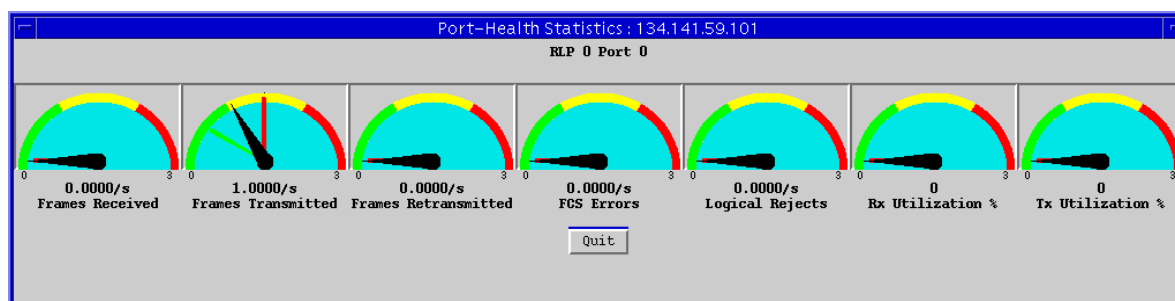 Port-Health Statistics : 134.141.59.101
RLP 0 Port 0
0 3 0 3 0 3 0 3 0 3 0 3 0 3
0.0000/s 1.0000/s 0.0000/s 0.0000/s 0.0000/s 0 0
Frames Received Frames Transmitted Frames Retransmitted FCS Errors Logical Rejects Rx Utilization % Tx Utilization %
Quit